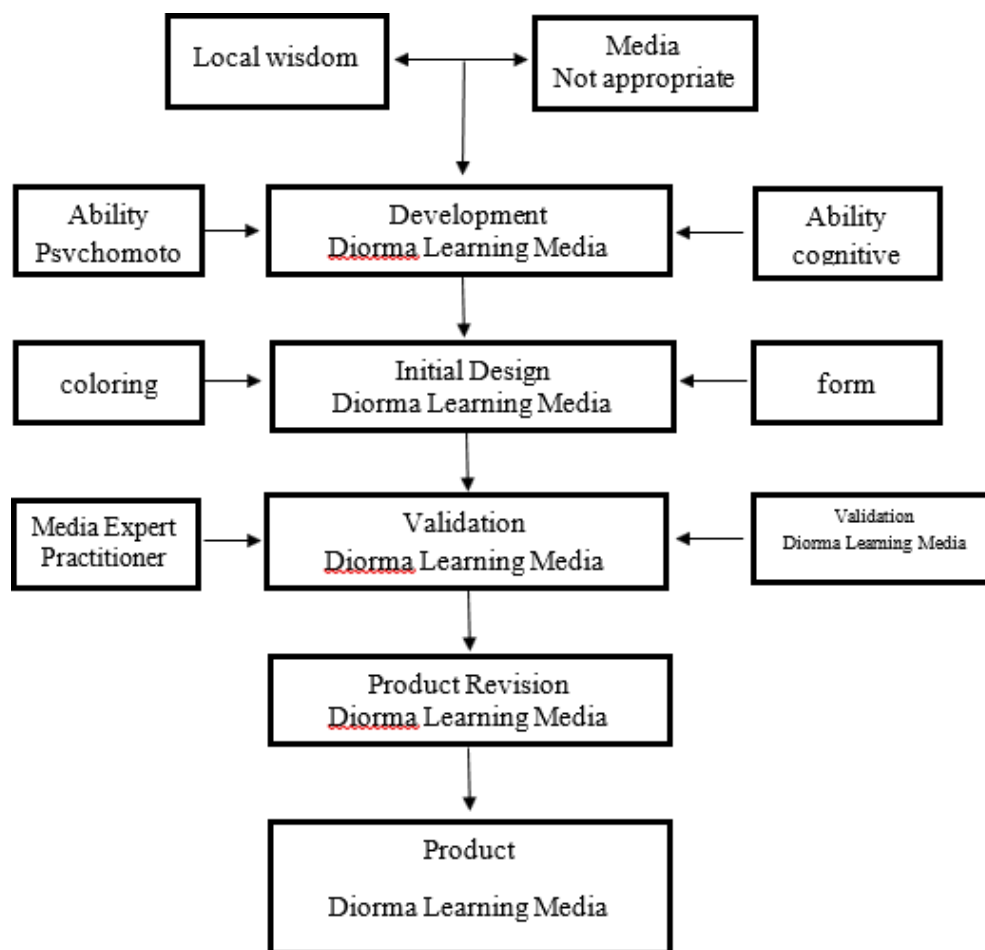 Local wisdom
Media
Not appropriate
Ability
Psychomoto
Development
Diorma Learning Media
Ability
cognitive
coloring
Initial Design
Diorma Learning Media
form
Media Expert
Practitioner
Validation
Diorma Learning Media
Validation
Diorma Learning Media
Product Revision
Diorma Learning Media
Product
Diorma Learning Media